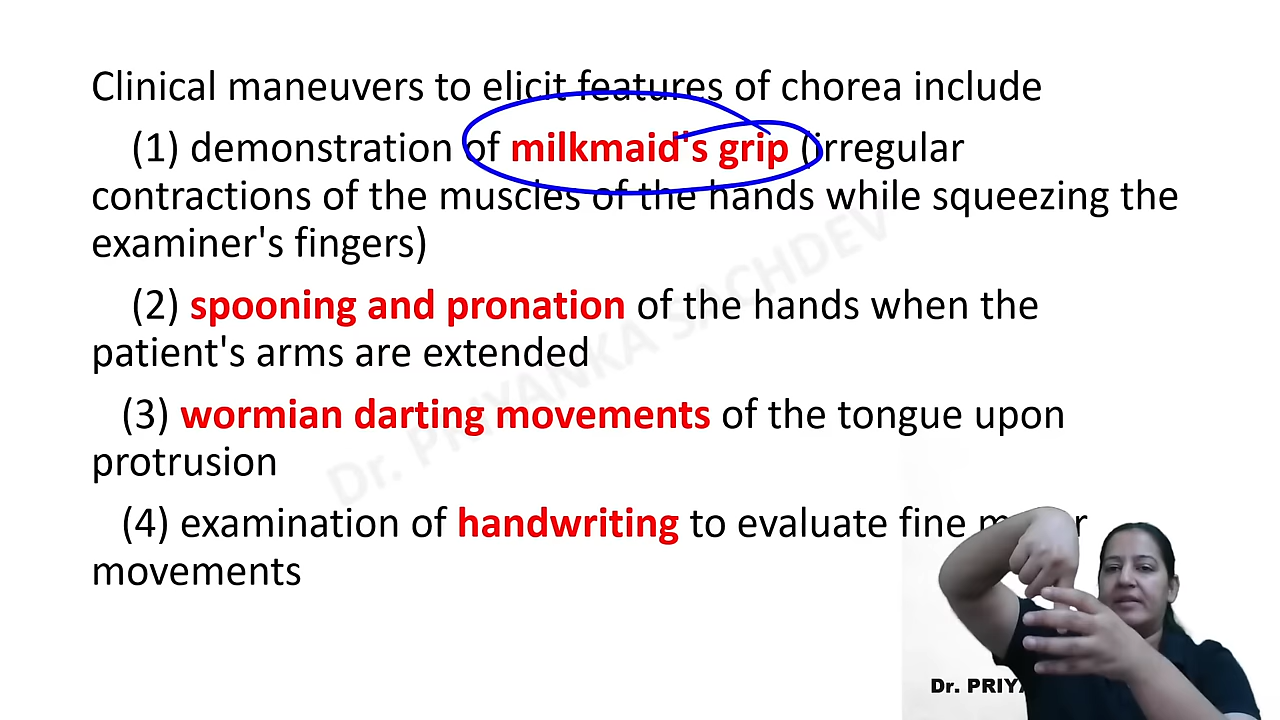 Clinical maneuvers to elicit features of chorea include
(1) demonstration of milkmaid's grip (irregular
contractions of the muscles of the hands while squeezing the
examiner's fingers)
(2) spooning and pronation of the hands when the
patient's arms are extended
(3) wormian darting movements of the tongue upon
protrusion
(4) examination of handwriting to evaluate fine
movements
Dr. PRIYANKA SACHDEV
Dr.